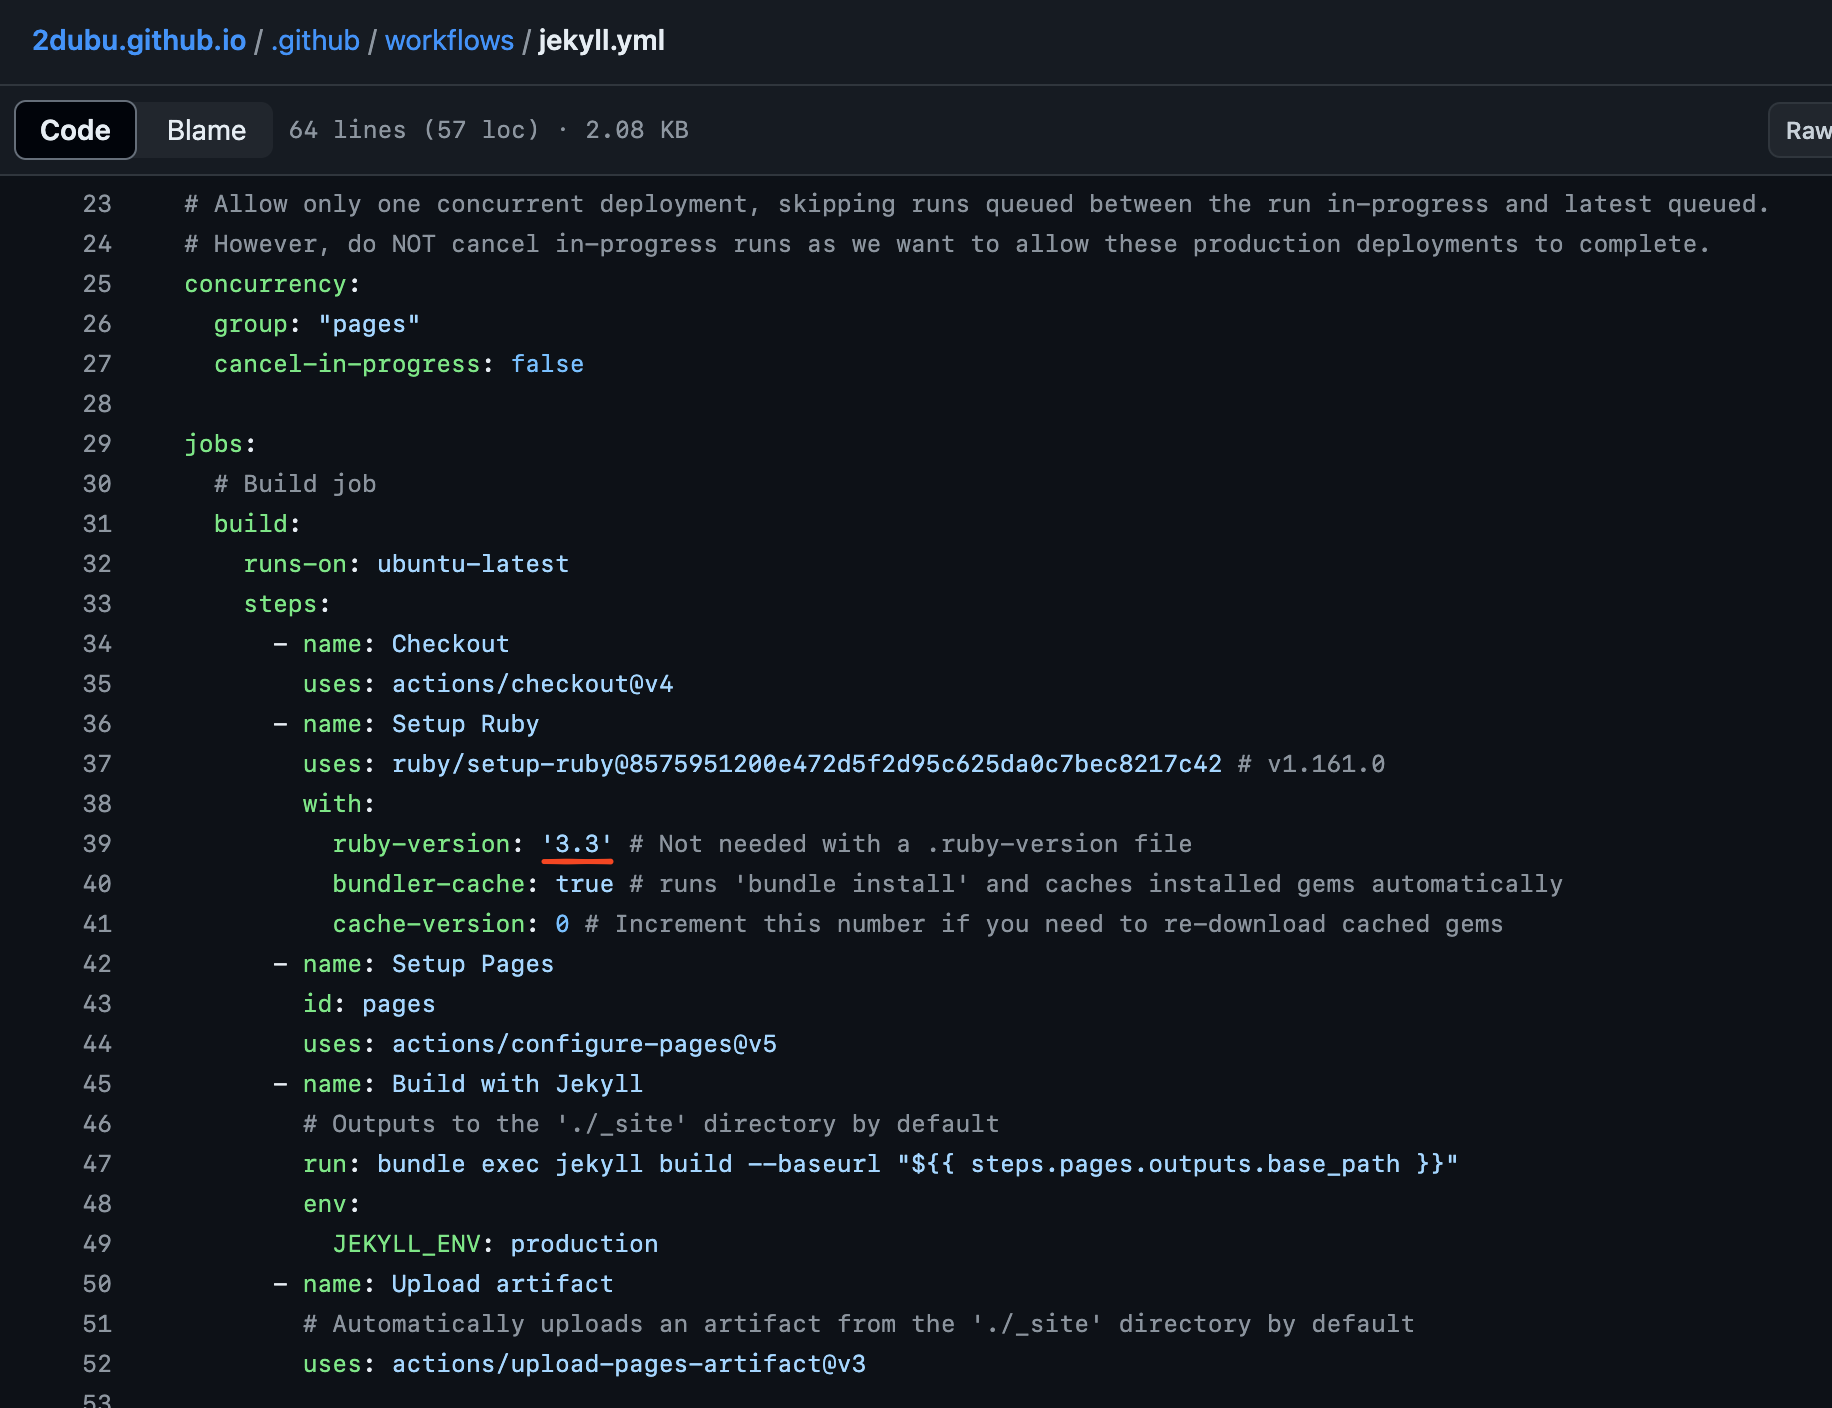 2dubu.github.io / .github / workflows / jekyll.yml
Code Blame 64 lines (57 loc) · 2.08 KB Raw
23 # Allow only one concurrent deployment, skipping runs queued between the run in-progress and latest queued.
24 # However, do NOT cancel in-progress runs as we want to allow these production deployments to complete.
25 concurrency:
26   group: "pages"
27   cancel-in-progress: false
28
29 jobs:
30   # Build job
31   build:
32     runs-on: ubuntu-latest
33     steps:
34       - name: Checkout
35         uses: actions/checkout@v4
36       - name: Setup Ruby
37         uses: ruby/setup-ruby@8575951200e472d5f2d95c625da0c7bec8217c42 # v1.161.0
38         with:
39           ruby-version: '3.3' # Not needed with a .ruby-version file
40           bundler-cache: true # runs 'bundle install' and caches installed gems automatically
41           cache-version: 0 # Increment this number if you need to re-download cached gems
42       - name: Setup Pages
43         id: pages
44         uses: actions/configure-pages@v5
45       - name: Build with Jekyll
46         # Outputs to the './_site' directory by default
47         run: bundle exec jekyll build --baseurl "${{ steps.pages.outputs.base_path }}"
48         env:
49           JEKYLL_ENV: production
50       - name: Upload artifact
51         # Automatically uploads an artifact from the './_site' directory by default
52         uses: actions/upload-pages-artifact@v3
53